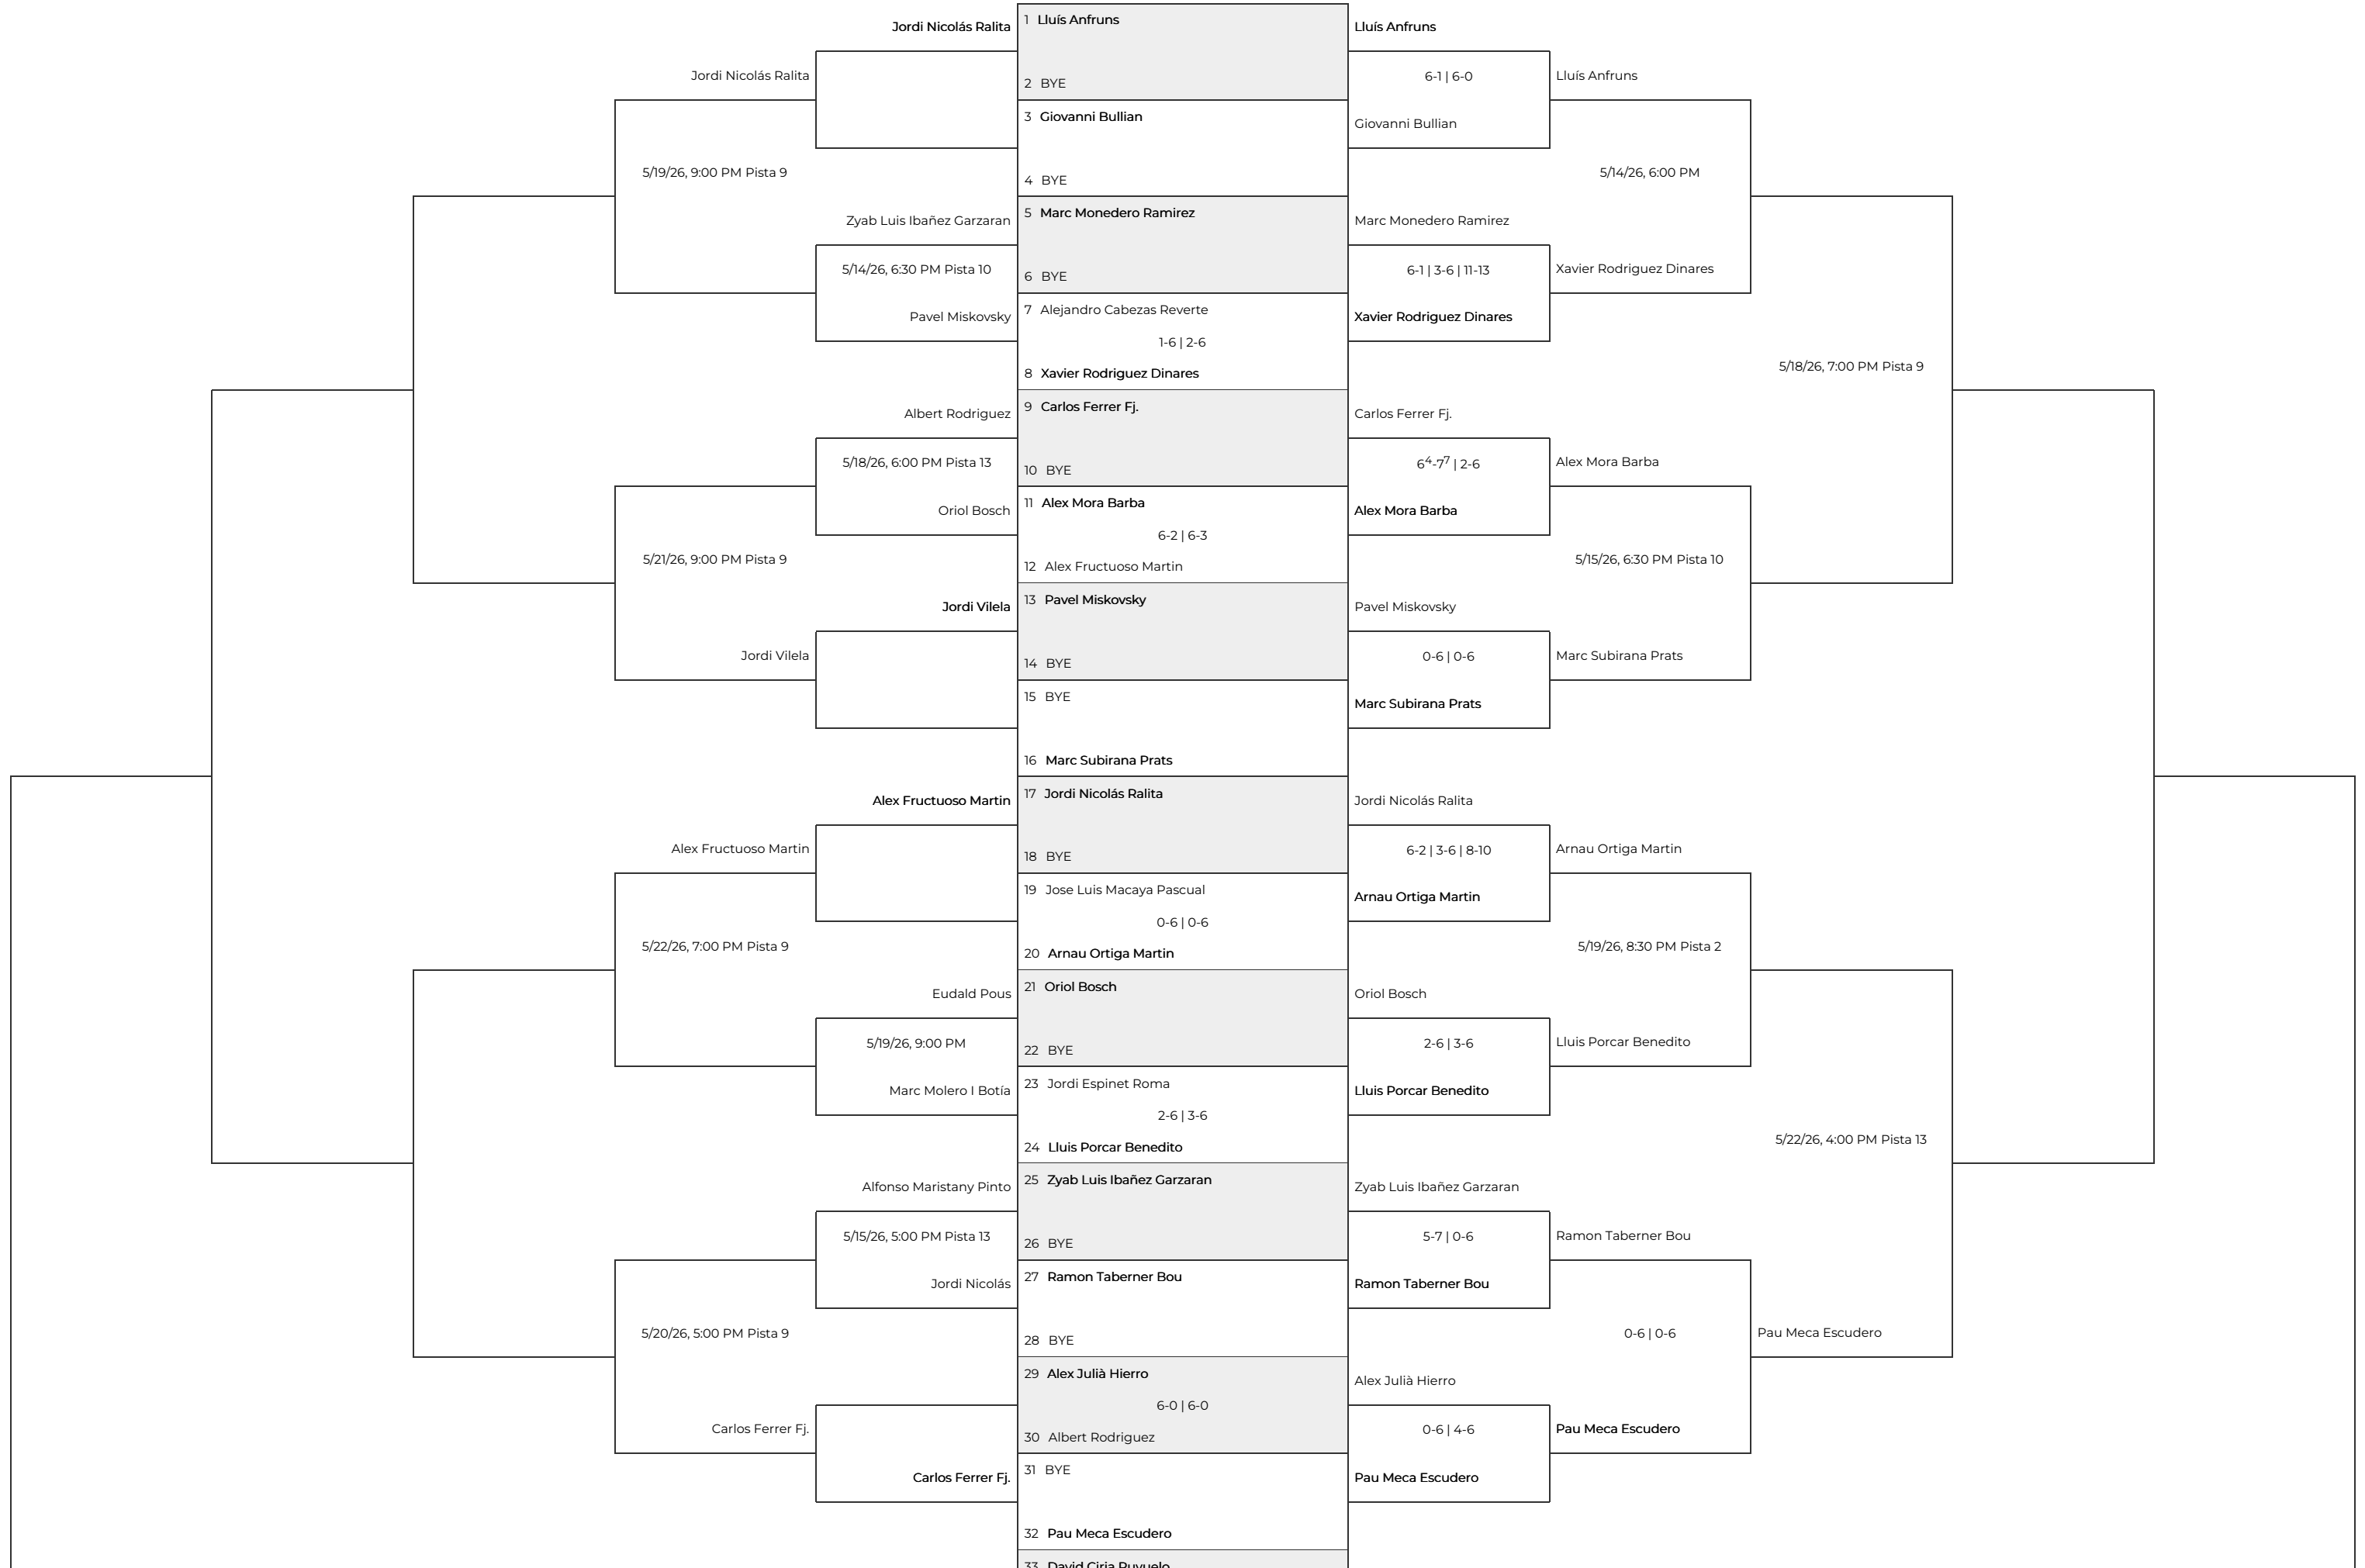 Jordi Nicolás Ralita
1 Lluís Anfruns
Lluís Anfruns
Jordi Nicolás Ralita
2 BYE
6-1 | 6-0
Lluís Anfruns
3 Giovanni Bullian
Giovanni Bullian
5/19/26, 9:00 PM Pista 9
4 BYE
5/14/26, 6:00 PM
Zyab Luis Ibañez Garzaran
5 Marc Monedero Ramirez
Marc Monedero Ramirez
5/14/26, 6:30 PM Pista 10
6 BYE
6-1 | 3-6 | 11-13
Xavier Rodriguez Dinares
Pavel Miskovsky
7 Alejandro Cabezas Reverte
Xavier Rodriguez Dinares
1-6 | 2-6
8 Xavier Rodriguez Dinares
5/18/26, 7:00 PM Pista 9
Albert Rodriguez
9 Carlos Ferrer Fj.
Carlos Ferrer Fj.
5/18/26, 6:00 PM Pista 13
10 BYE
6⁴-7⁷ | 2-6
Alex Mora Barba
Oriol Bosch
11 Alex Mora Barba
Alex Mora Barba
6-2 | 6-3
5/21/26, 9:00 PM Pista 9
12 Alex Fructuoso Martin
5/15/26, 6:30 PM Pista 10
Jordi Vilela
13 Pavel Miskovsky
Pavel Miskovsky
Jordi Vilela
14 BYE
0-6 | 0-6
Marc Subirana Prats
15 BYE
Marc Subirana Prats
16 Marc Subirana Prats
Alex Fructuoso Martin
17 Jordi Nicolás Ralita
Jordi Nicolás Ralita
Alex Fructuoso Martin
18 BYE
6-2 | 3-6 | 8-10
Arnau Ortiga Martin
19 Jose Luis Macaya Pascual
Arnau Ortiga Martin
0-6 | 0-6
5/22/26, 7:00 PM Pista 9
20 Arnau Ortiga Martin
5/19/26, 8:30 PM Pista 2
Eudald Pous
21 Oriol Bosch
Oriol Bosch
5/19/26, 9:00 PM
22 BYE
2-6 | 3-6
Lluis Porcar Benedito
Marc Molero I Botía
23 Jordi Espinet Roma
Lluis Porcar Benedito
2-6 | 3-6
24 Lluis Porcar Benedito
5/22/26, 4:00 PM Pista 13
Alfonso Maristany Pinto
25 Zyab Luis Ibañez Garzaran
Zyab Luis Ibañez Garzaran
5/15/26, 5:00 PM Pista 13
26 BYE
5-7 | 0-6
Ramon Taberner Bou
Jordi Nicolás
27 Ramon Taberner Bou
Ramon Taberner Bou
5/20/26, 5:00 PM Pista 9
28 BYE
0-6 | 0-6
Pau Meca Escudero
29 Alex Julià Hierro
Alex Julià Hierro
6-0 | 6-0
Carlos Ferrer Fj.
30 Albert Rodriguez
0-6 | 4-6
Pau Meca Escudero
Carlos Ferrer Fj.
31 BYE
Pau Meca Escudero
32 Pau Meca Escudero
33 David Ciria Puyuelo